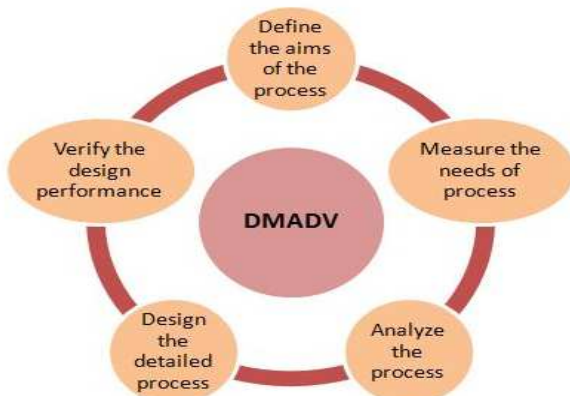 Define
the aims
of the
process
Measure the
needs of
process
Analyze
the
process
Design
the
detailed
process
Verify the
design
performance
DMADV